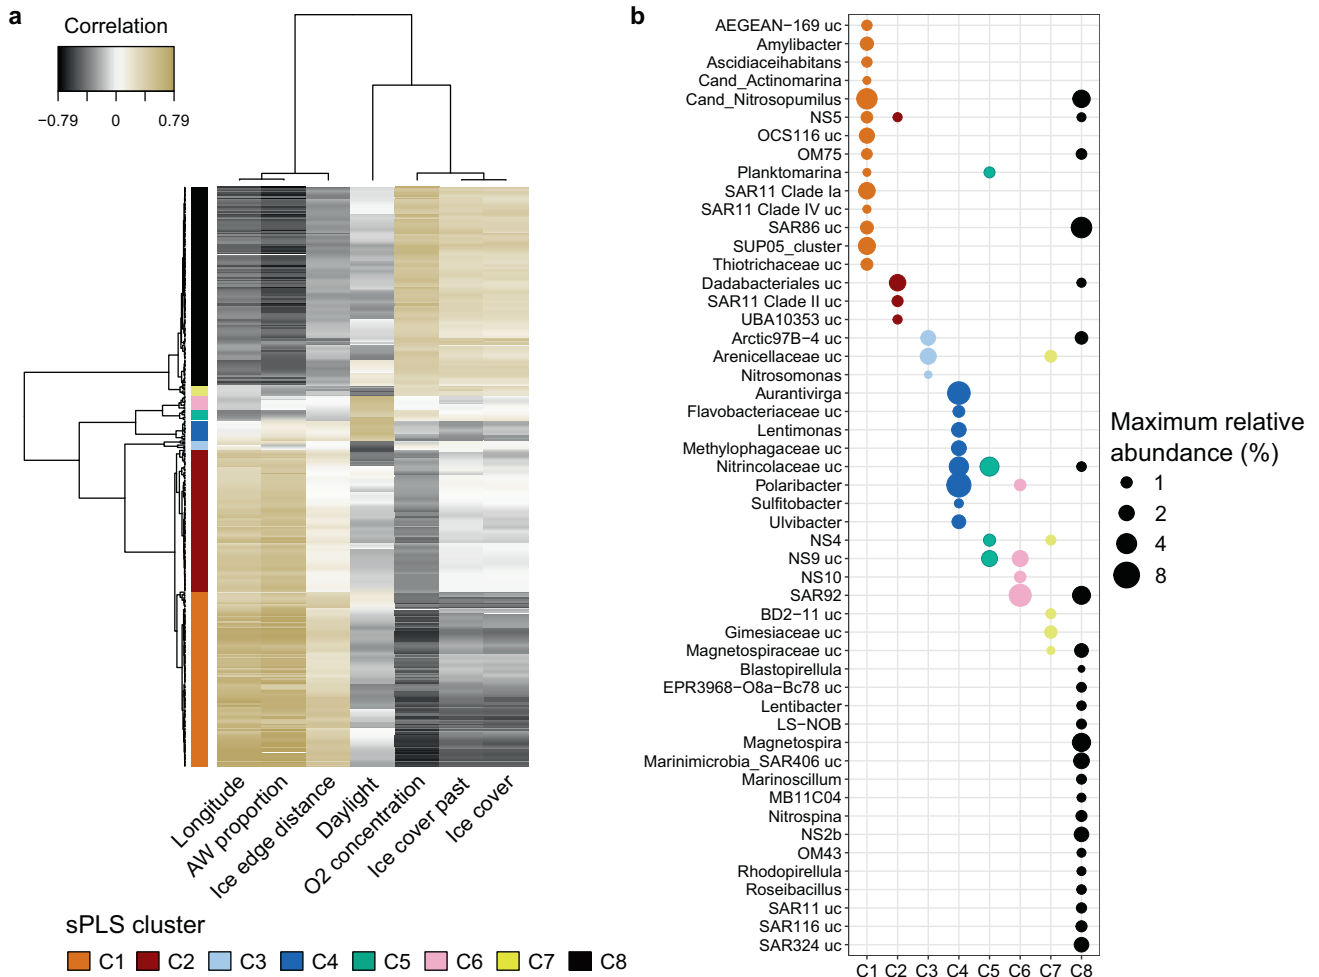 a
Correlation
−0.79 0 0.79
Longitude
AW proportion
Ice edge distance
Daylight
O2 concentration
Ice cover past
Ice cover
sPLS cluster
C1 C2 C3 C4 C5 C6 C7 C8
b
AEGEAN−169 uc
Amylibacter
Ascidiaceihabitans
Cand_Actinomarina
Cand_Nitrosopumilus
NS5
OCS116 uc
OM75
Planktomarina
SAR11 Clade Ia
SAR11 Clade IV uc
SAR86 uc
SUP05_cluster
Thiotrichaceae uc
Dadabacteriales uc
SAR11 Clade II uc
UBA10353 uc
Arctic97B−4 uc
Arenicellaceae uc
Nitrosomonas
Aurantivirga
Flavobacteriaceae uc
Lentimonas
Methylophagaceae uc
Nitrincolaceae uc
Polaribacter
Sulfitobacter
Ulvibacter
NS4
NS9 uc
NS10
SAR92
BD2−11 uc
Gimesiaceae uc
Magnetospiraceae uc
Blastopirellula
EPR3968−O8a−Bc78 uc
Lentibacter
LS−NOB
Magnetospira
Marinimicrobia_SAR406 uc
Marinoscillum
MB11C04
Nitrospina
NS2b
OM43
Rhodopirellula
Roseibacillus
SAR11 uc
SAR116 uc
SAR324 uc
C1 C2 C3 C4 C5 C6 C7 C8
Maximum relative
abundance (%)
1
2
4
8